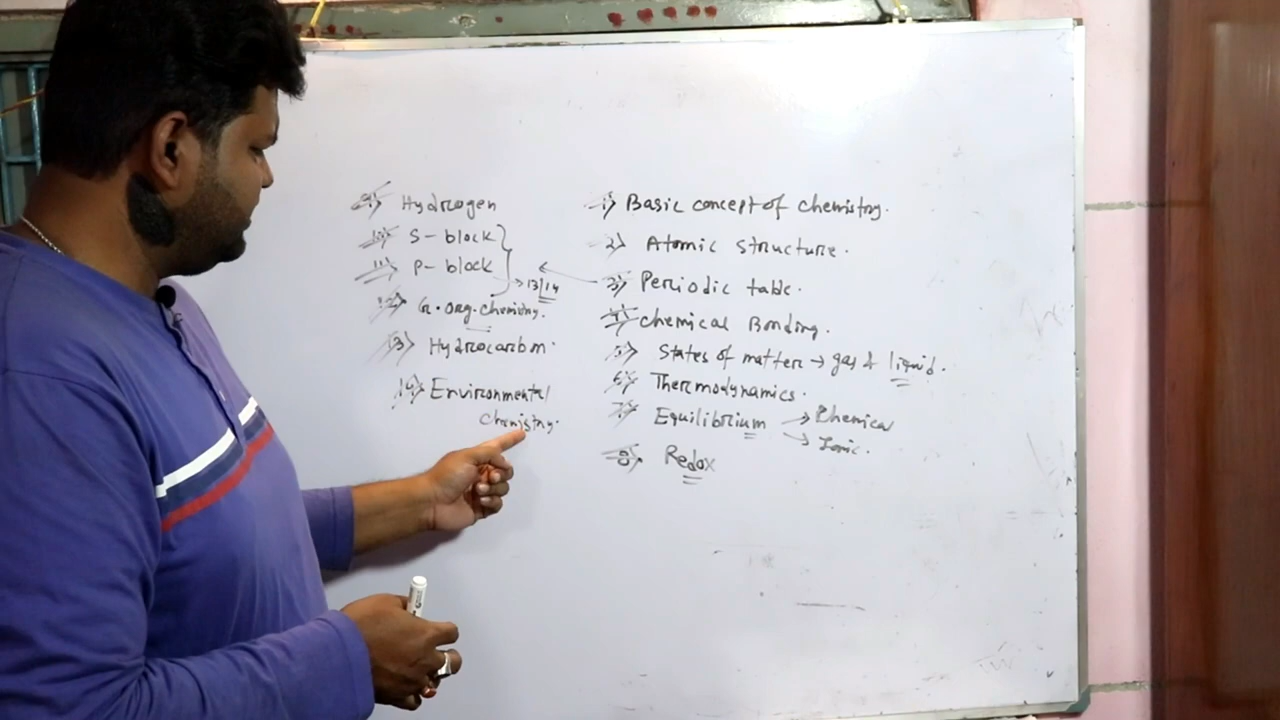 1) Basic concept of chemistry.
2) Atomic structure.
3) Periodic table.
4) Chemical Bonding.
5) States of matter → gas & liquid.
6) Thermodynamics.
7) Equilibrium → Chemical
→ Ionic.
8) Redox
9) Hydrogen
10) S-block
11) P-block
→ 13/14
12) G. org. chemistry.
13) Hydrocarbon.
14) Environmental
chemistry.